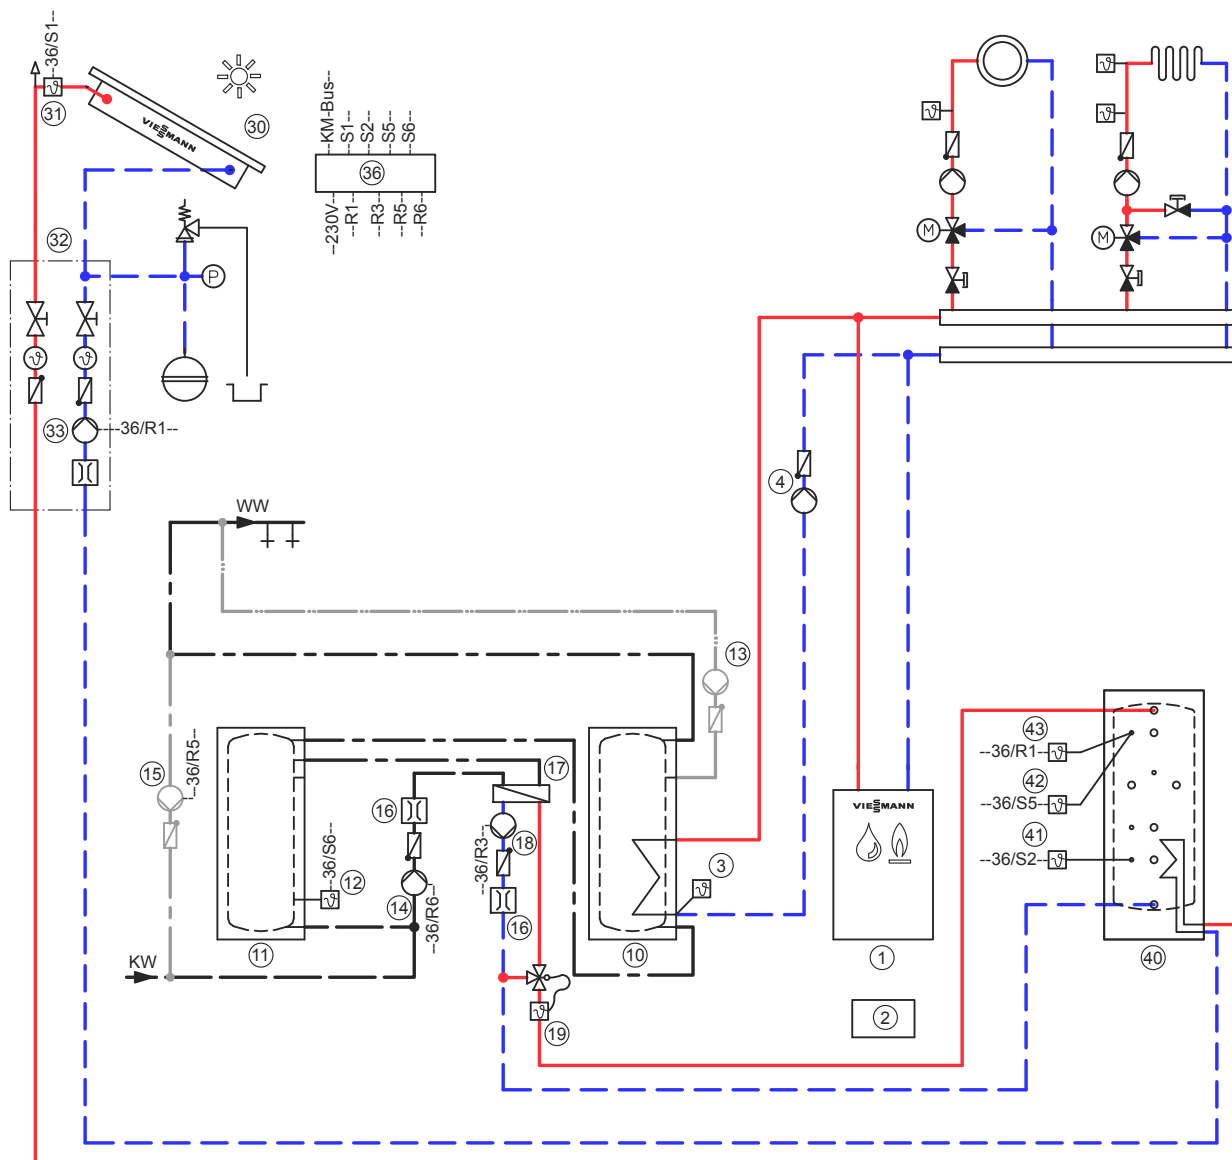 --36/S1--
31
30
VIESSMANN
--KM-Bus--
--S1--
--S2--
--S5--
--S6--
36
--230V--
--R1--
--R3--
--R5--
--R6--
32
P
33
----36/R1--
M
M
4
WW
13
15
--36/R5--
17
16
18
--36/R3--
--36/S6--
12
14
--36/R6--
16
3
KW
11
10
19
VIESSMANN
1
2
43
--36/R1--
42
--36/S5--
41
--36/S2--
40